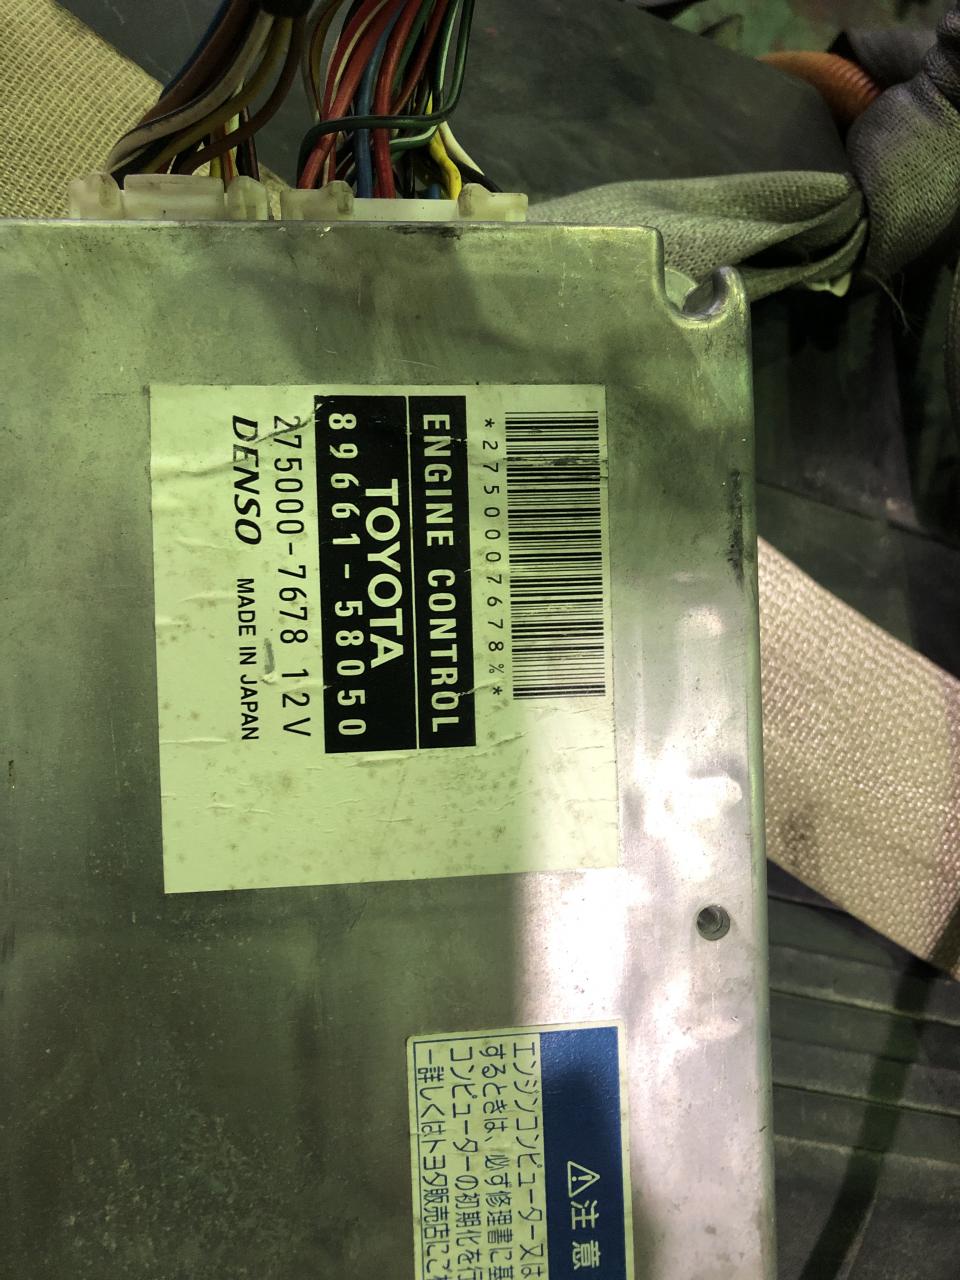 *2750007678%*
ENGINE CONTROL
TOYOTA
89661-58050
275000-7678 12V
DENSO MADE IN JAPAN
⚠注意
エンジンコンピューター又は
するときは、必ず修理書に基
コンピューターの初期化を行
ー詳しくはトヨタ販売店にご